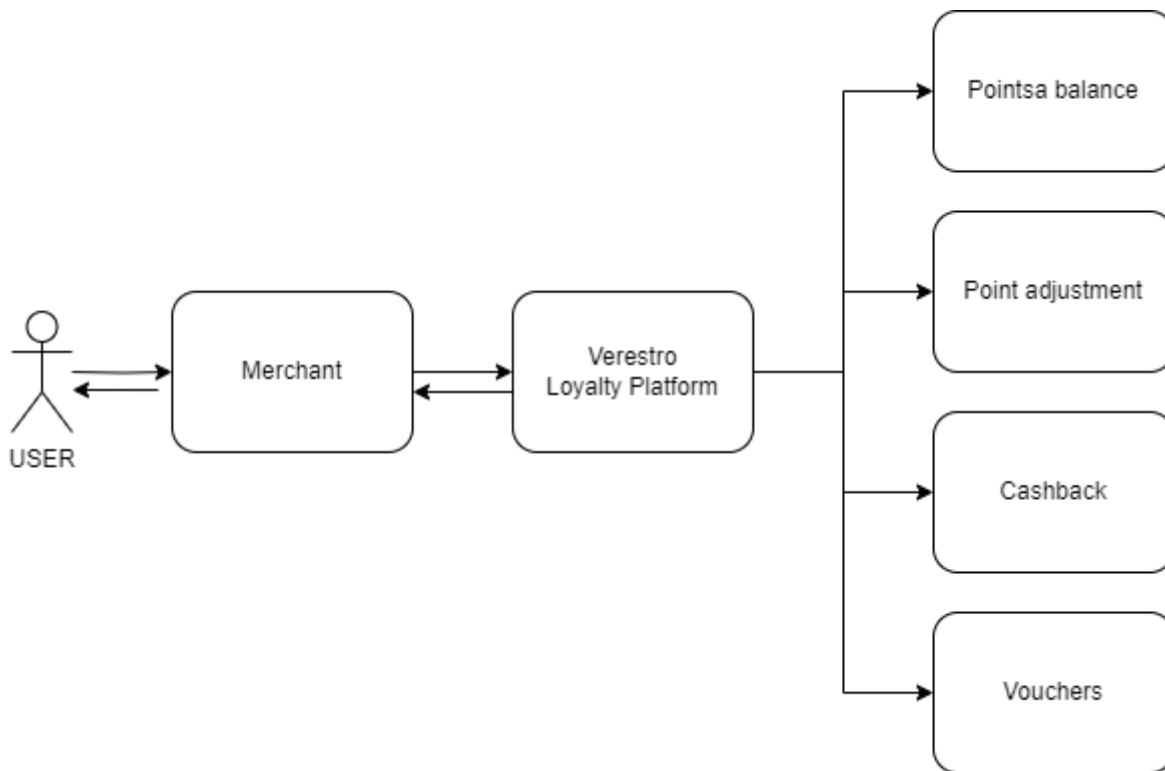 Pointsa balance
Point adjustment
Merchant
Verestro
Loyalty Platform
USER
Cashback
Vouchers